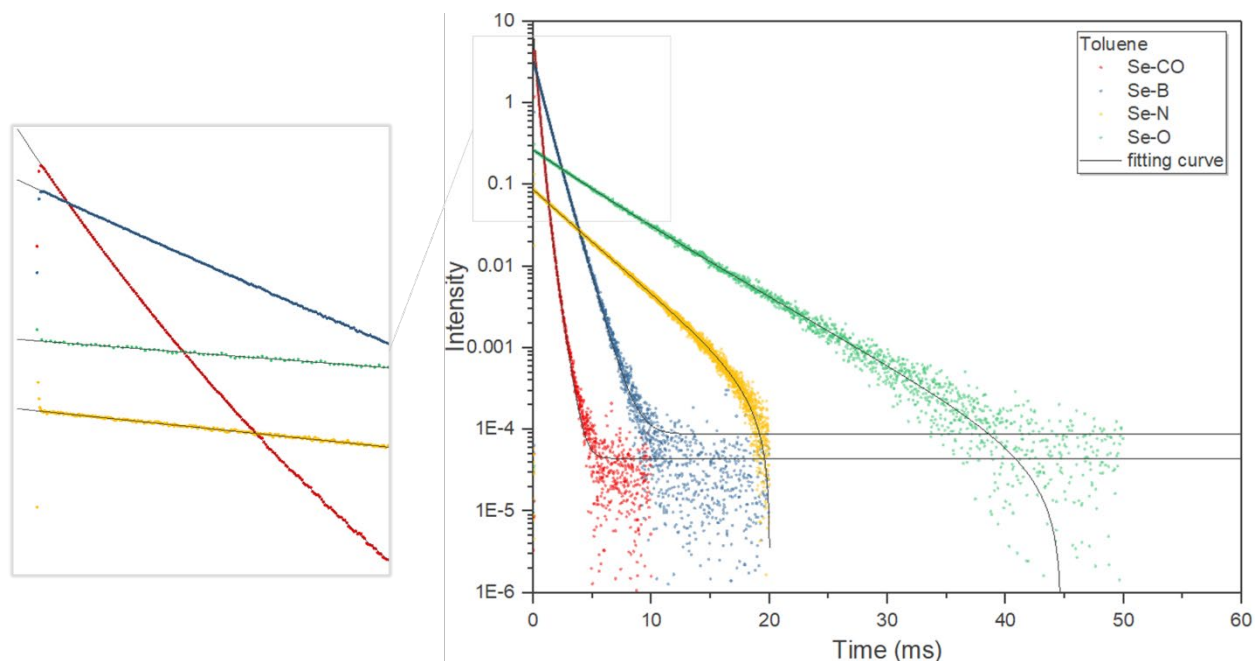 10
1
0.1
0.01
0.001
1E-4
1E-5
1E-6
Intensity
0
10
20
30
40
50
60
Time (ms)
Toluene
Se-CO
Se-B
Se-N
Se-O
fitting curve